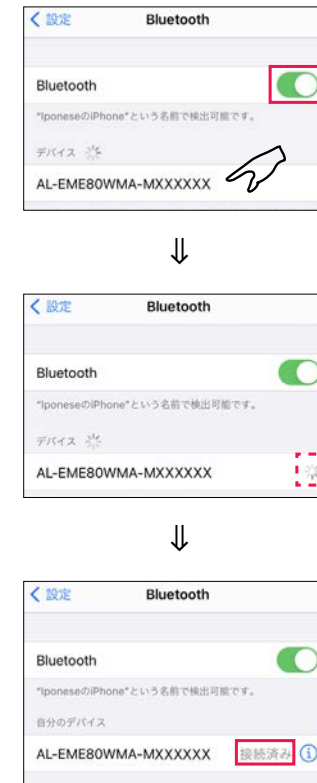 設定 Bluetooth
Bluetooth
"IponeseのiPhone"という名前で検出可能です。
デバイス
AL-EME80WMA-MXXXXXX
⇓
設定 Bluetooth
Bluetooth
"IponeseのiPhone"という名前で検出可能です。
デバイス
AL-EME80WMA-MXXXXXX
⇓
設定 Bluetooth
Bluetooth
"IponeseのiPhone"という名前で検出可能です。
自分のデバイス
AL-EME80WMA-MXXXXXX 接続済み